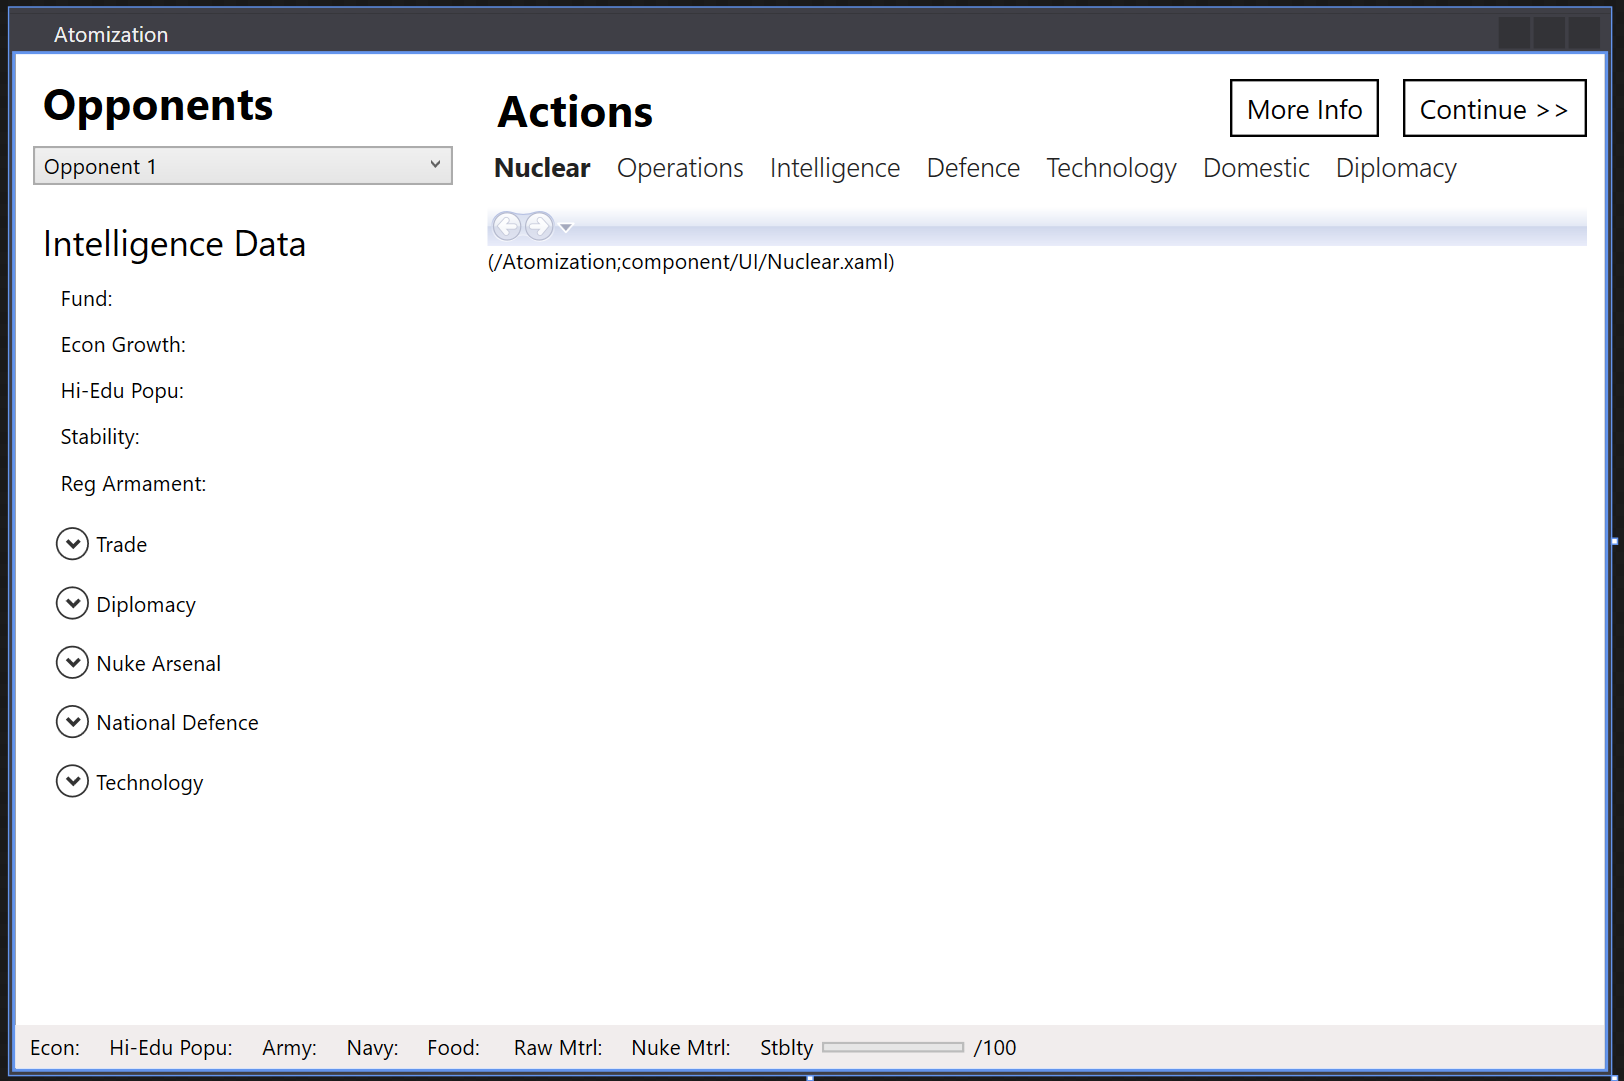 Atomization
Opponents
Opponent 1
Intelligence Data
Fund:
Econ Growth:
Hi-Edu Popu:
Stability:
Reg Armament:
Trade
Diplomacy
Nuke Arsenal
National Defence
Technology
Actions
More Info
Continue >>
Nuclear Operations Intelligence Defence Technology Domestic Diplomacy
(/Atomization;component/UI/Nuclear.xaml)
Econ: Hi-Edu Popu: Army: Navy: Food: Raw Mtrl: Nuke Mtrl: Stblty /100